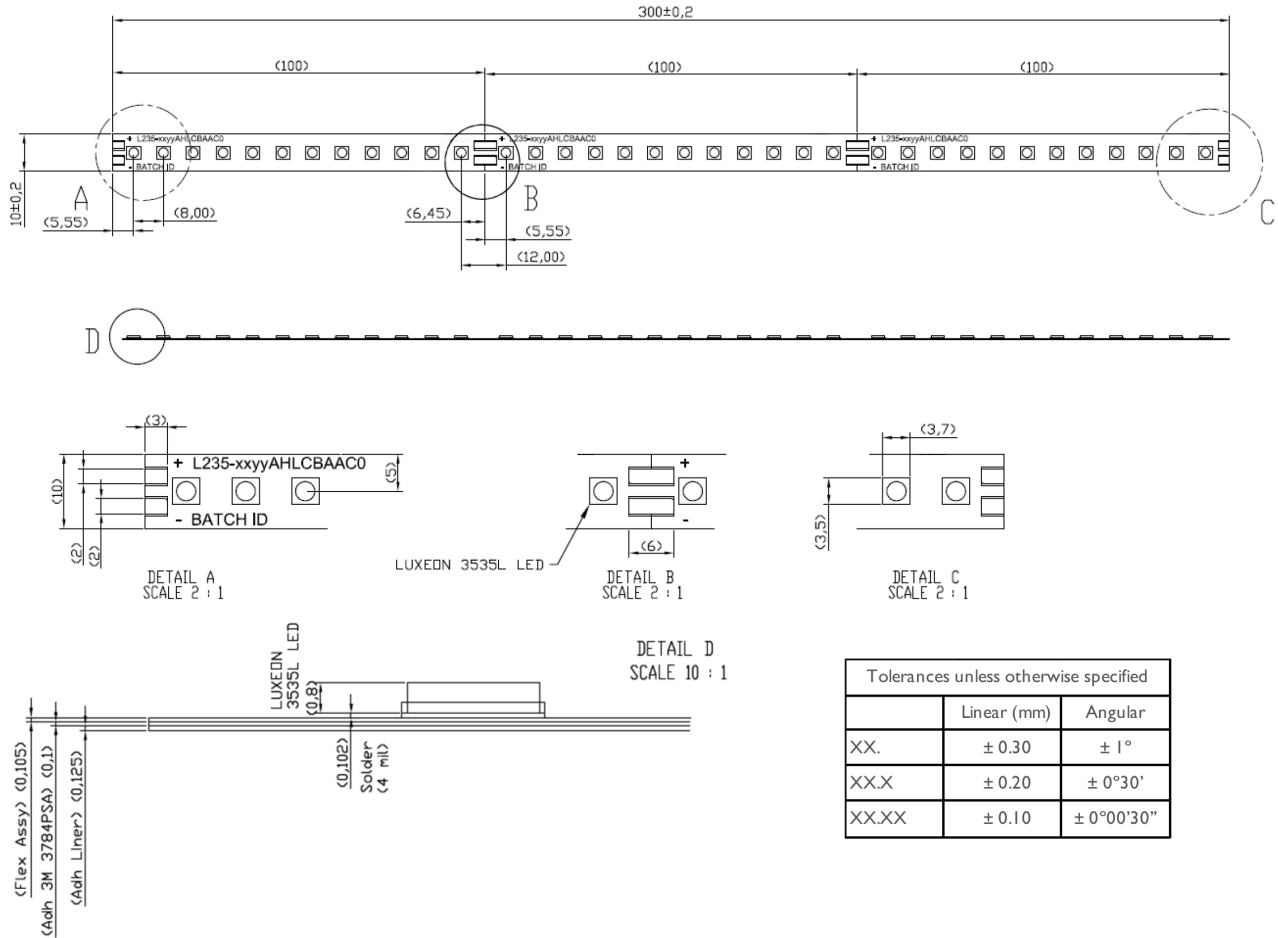 300±0,2
(100)
(100)
(100)
+ L235-xxyyAHLCBAAC0
+ L235-xxyyAHLCBAAC0
+ L235-xxyyAHLCBAAC0
- BATCH ID
- BATCH ID
- BATCH ID
10±0,2
A
B
C
(5,55)
(8,00)
(6,45)
(5,55)
(12,00)
D
(3)
+ L235-xxyyAHLCBAAC0
- BATCH ID
(10)
(5)
(2)
(2)
DETAIL A
SCALE 2 : 1
+
-
(6)
LUXEON 3535L LED
DETAIL B
SCALE 2 : 1
(3,7)
(3,5)
DETAIL C
SCALE 2 : 1
LUXEON
3535L LED
(0,8)
(0,102)
Solder
(4 mil)
(Flex Assy) (0,105)
(Adh 3M 3784PSA) (0,1)
(Adh Liner) (0,125)
DETAIL D
SCALE 10 : 1
Tolerances unless otherwise specified
Linear (mm) Angular
XX. ± 0.30 ± 1º
XX.X ± 0.20 ± 0º30’
XX.XX ± 0.10 ± 0º00’30”